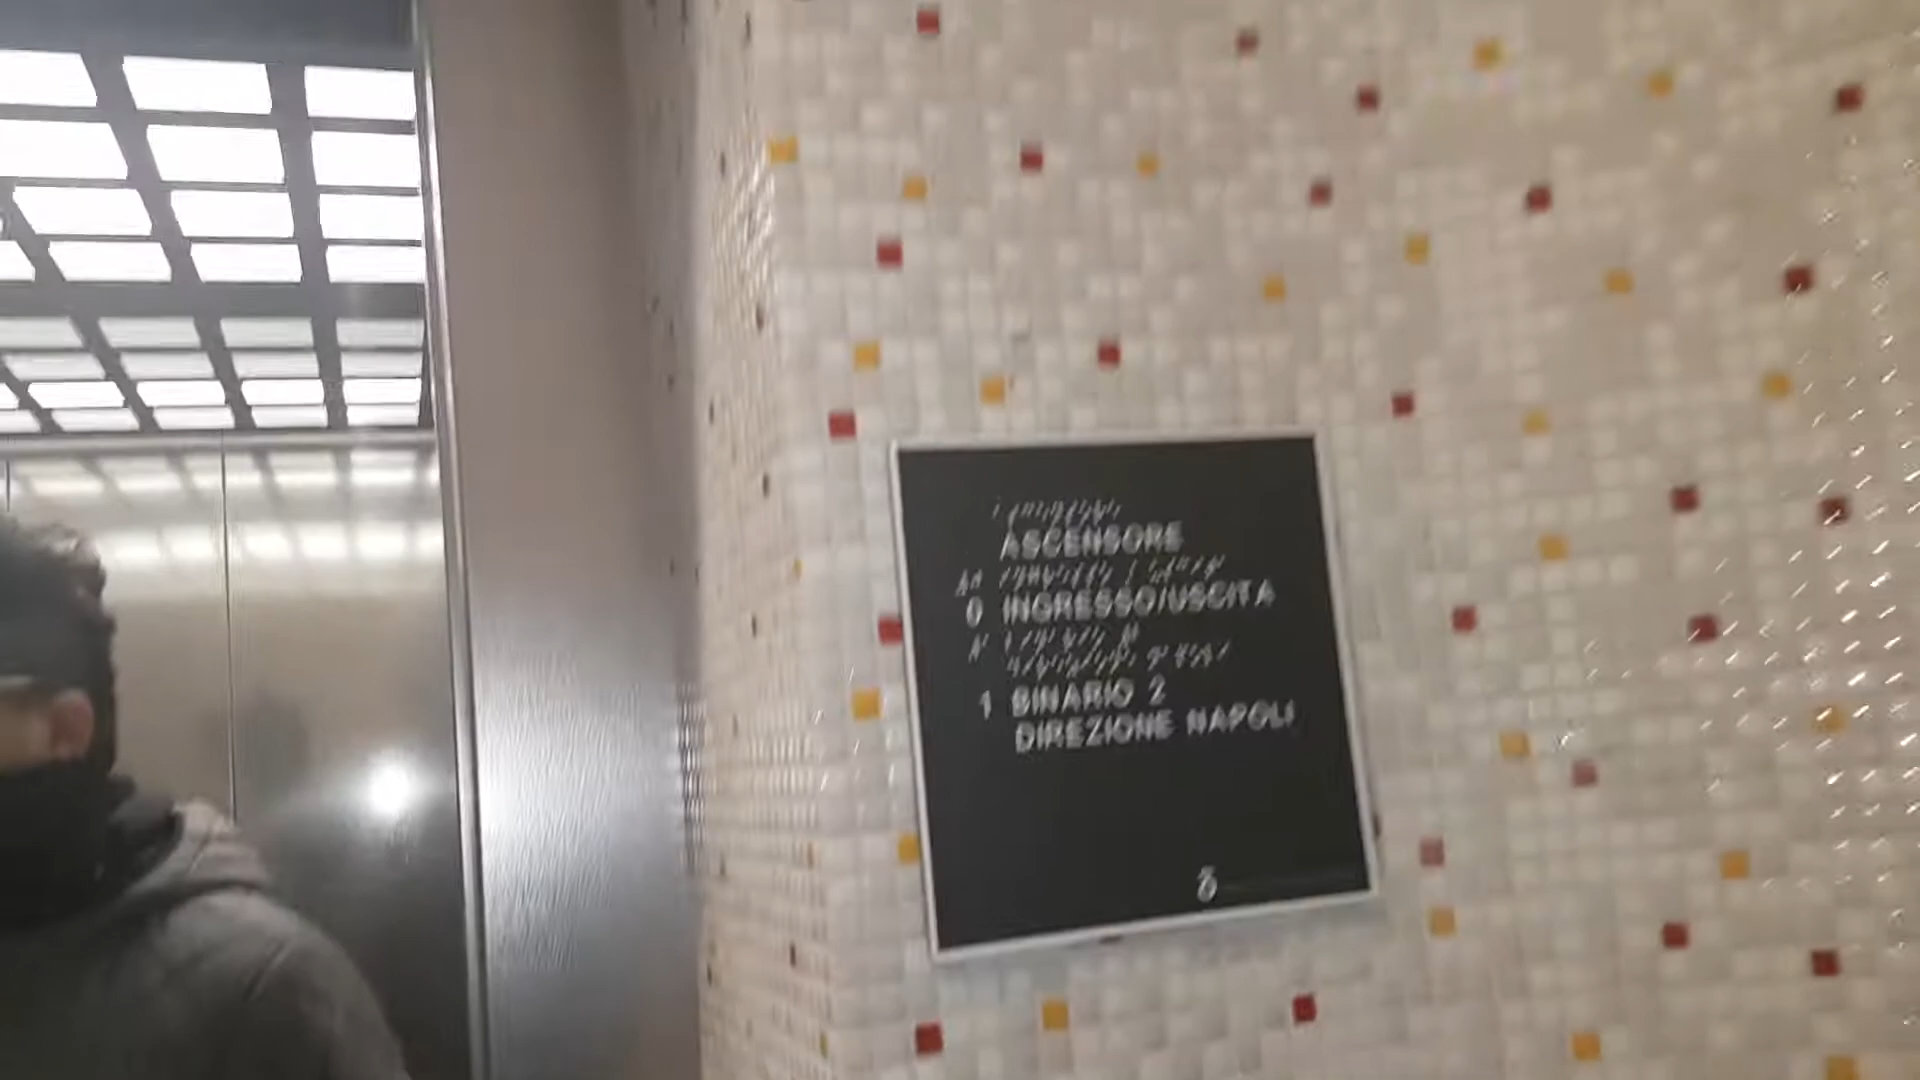 ASCENSORE
0 INGRESSO/USCITA
1 BINARIO 2
DIREZIONE NAPOLI